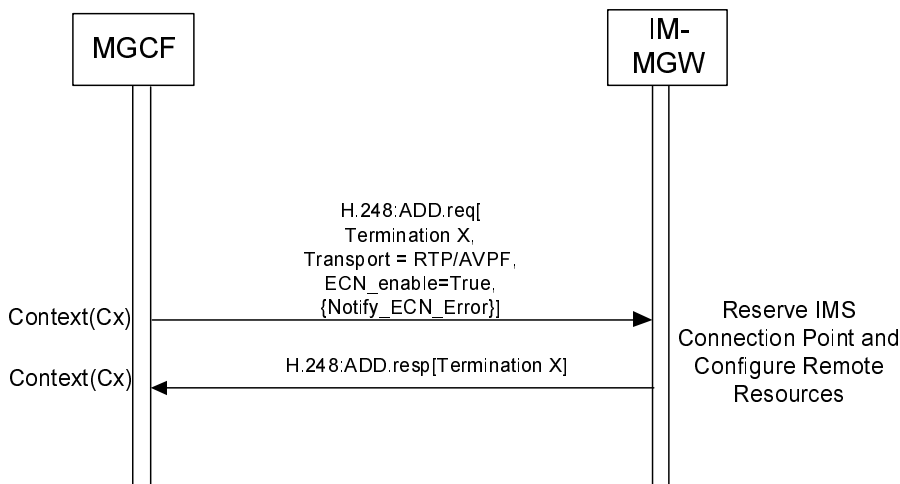 MGCF
IM-
MGW
H.248:ADD.req[
Termination X,
Transport = RTP/AVPF,
ECN_enable=True,
{Notify_ECN_Error}]
Context(Cx)
Reserve IMS
Connection Point and
Configure Remote
Resources
H.248:ADD.resp[Termination X]
Context(Cx)